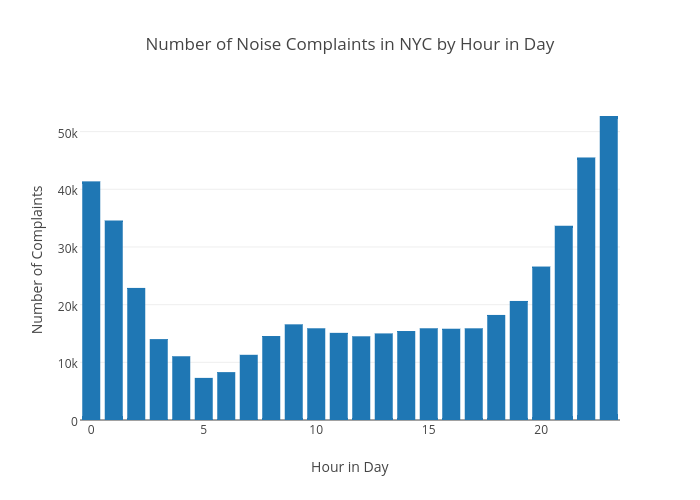 Number of Noise Complaints in NYC by Hour in Day
50k
40k
30k
20k
10k
0
Number of Complaints
0 5 10 15 20
Hour in Day